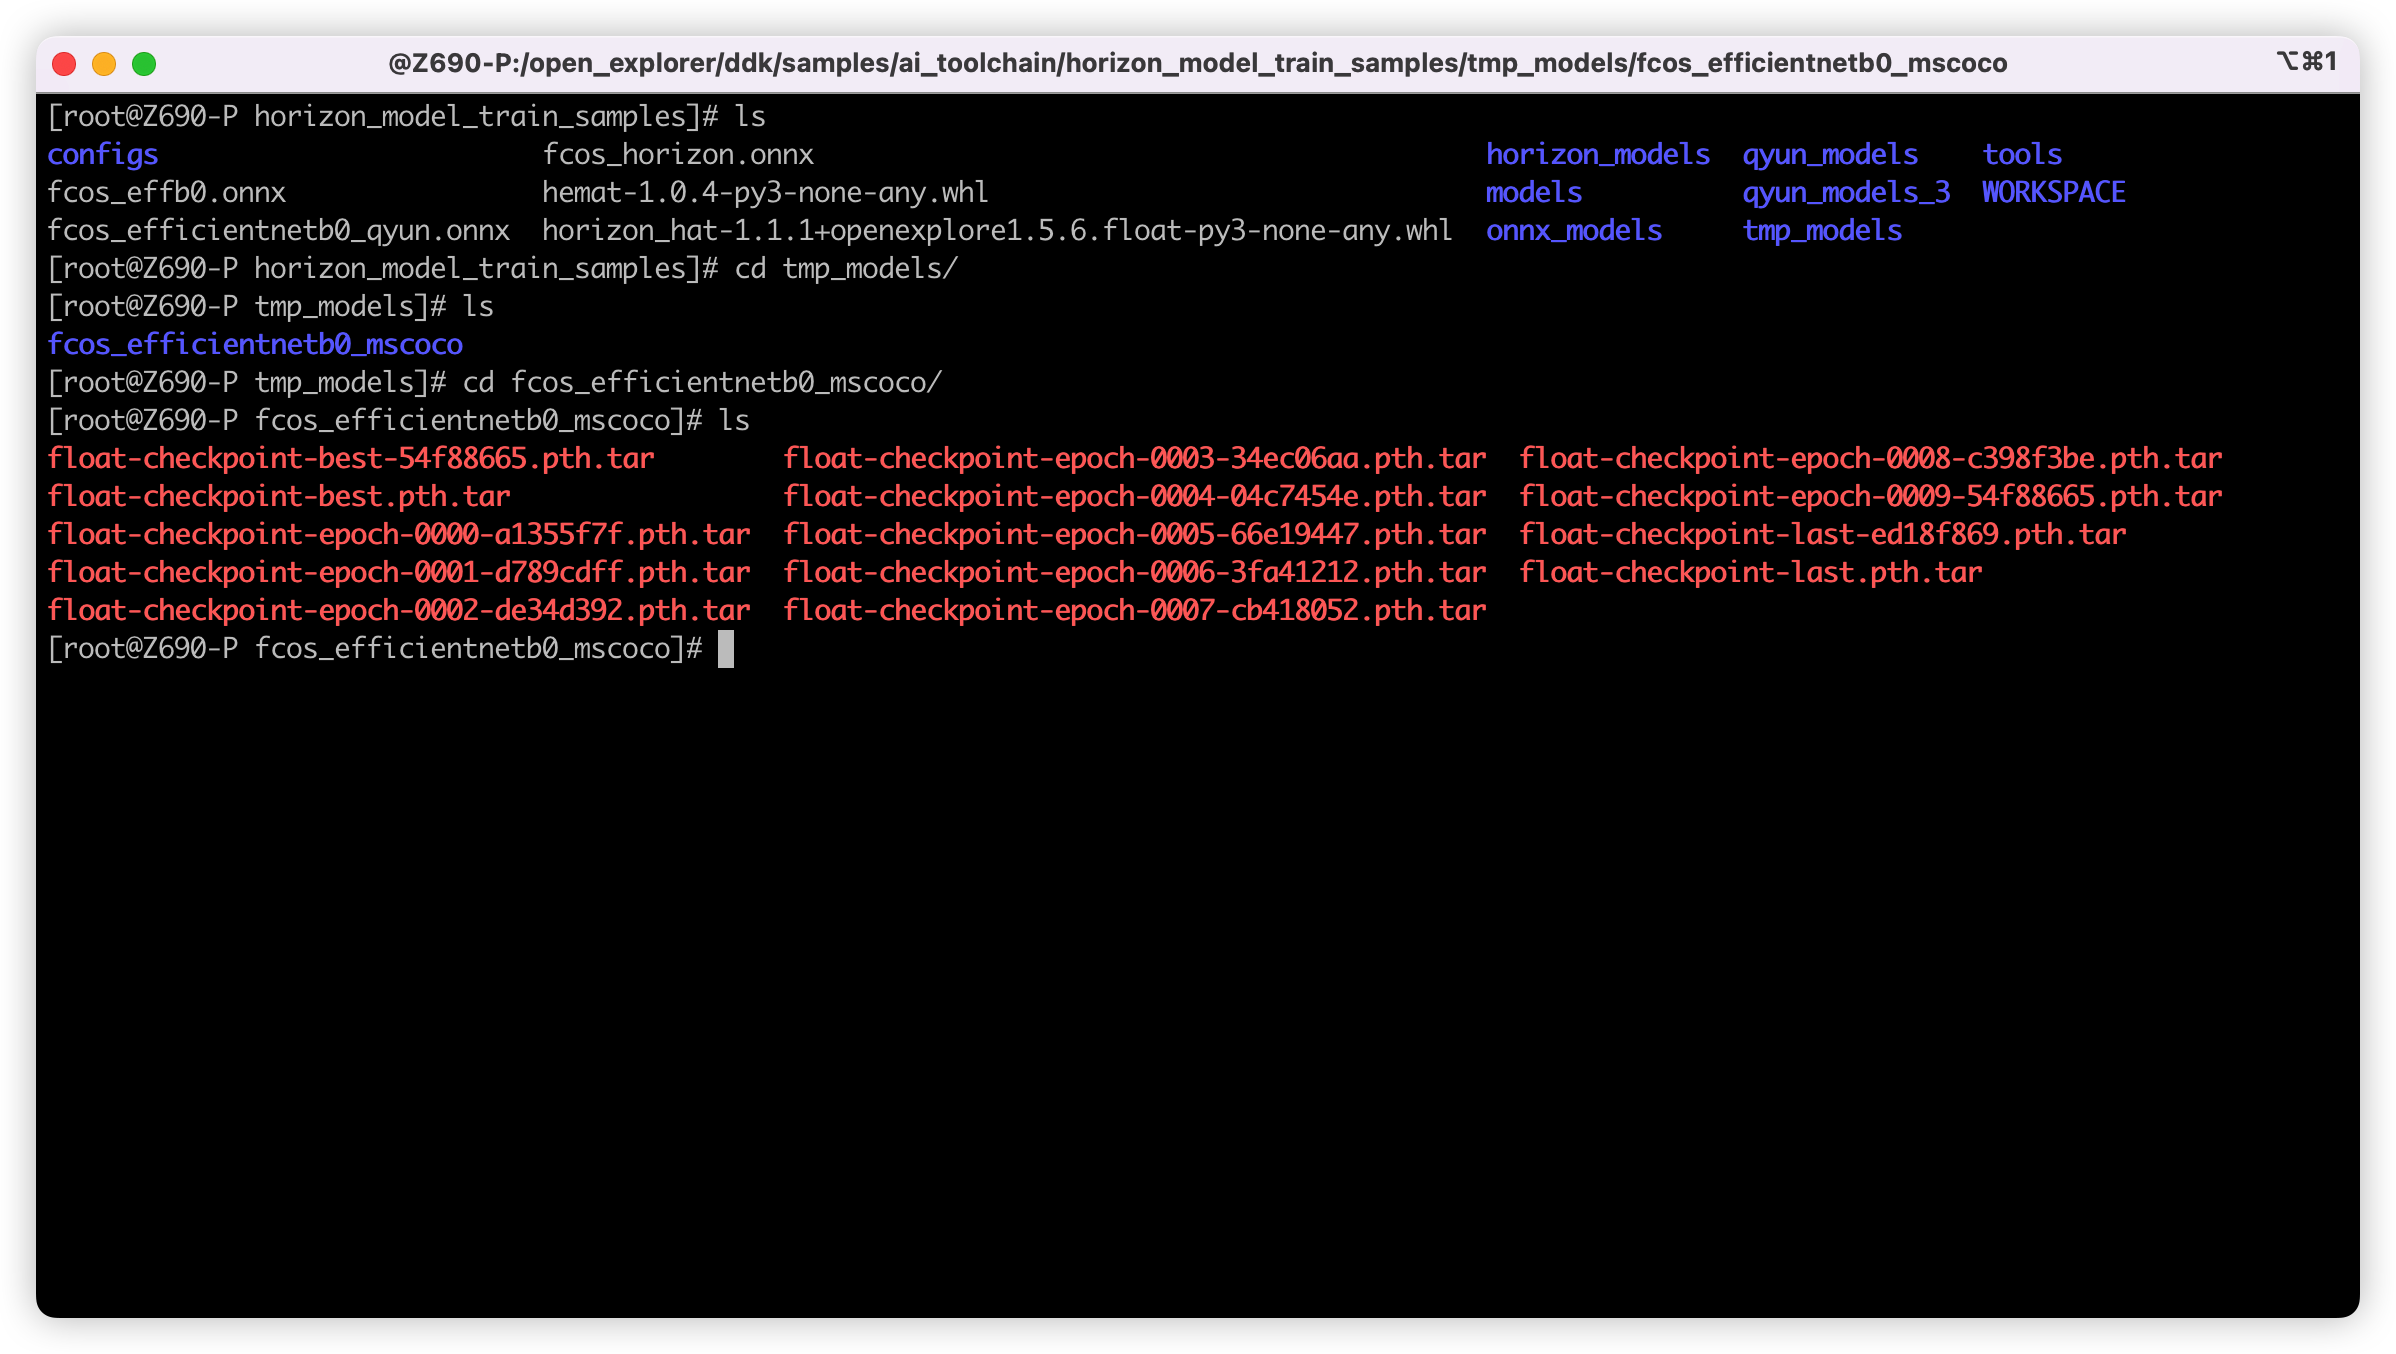 @Z690-P:/open_explorer/ddk/samples/ai_toolchain/horizon_model_train_samples/tmp_models/fcos_efficientnetb0_mscoco ⌥⌘1
[root@Z690-P horizon_model_train_samples]# ls
configs fcos_horizon.onnx horizon_models qyun_models tools
fcos_effb0.onnx hemat-1.0.4-py3-none-any.whl models qyun_models_3 WORKSPACE
fcos_efficientnetb0_qyun.onnx horizon_hat-1.1.1+openexplore1.5.6.float-py3-none-any.whl onnx_models tmp_models
[root@Z690-P horizon_model_train_samples]# cd tmp_models/
[root@Z690-P tmp_models]# ls
fcos_efficientnetb0_mscoco
[root@Z690-P tmp_models]# cd fcos_efficientnetb0_mscoco/
[root@Z690-P fcos_efficientnetb0_mscoco]# ls
float-checkpoint-best-54f88665.pth.tar float-checkpoint-epoch-0003-34ec06aa.pth.tar float-checkpoint-epoch-0008-c398f3be.pth.tar
float-checkpoint-best.pth.tar float-checkpoint-epoch-0004-04c7454e.pth.tar float-checkpoint-epoch-0009-54f88665.pth.tar
float-checkpoint-epoch-0000-a1355f7f.pth.tar float-checkpoint-epoch-0005-66e19447.pth.tar float-checkpoint-last-ed18f869.pth.tar
float-checkpoint-epoch-0001-d789cdff.pth.tar float-checkpoint-epoch-0006-3fa41212.pth.tar float-checkpoint-last.pth.tar
float-checkpoint-epoch-0002-de34d392.pth.tar float-checkpoint-epoch-0007-cb418052.pth.tar
[root@Z690-P fcos_efficientnetb0_mscoco]#